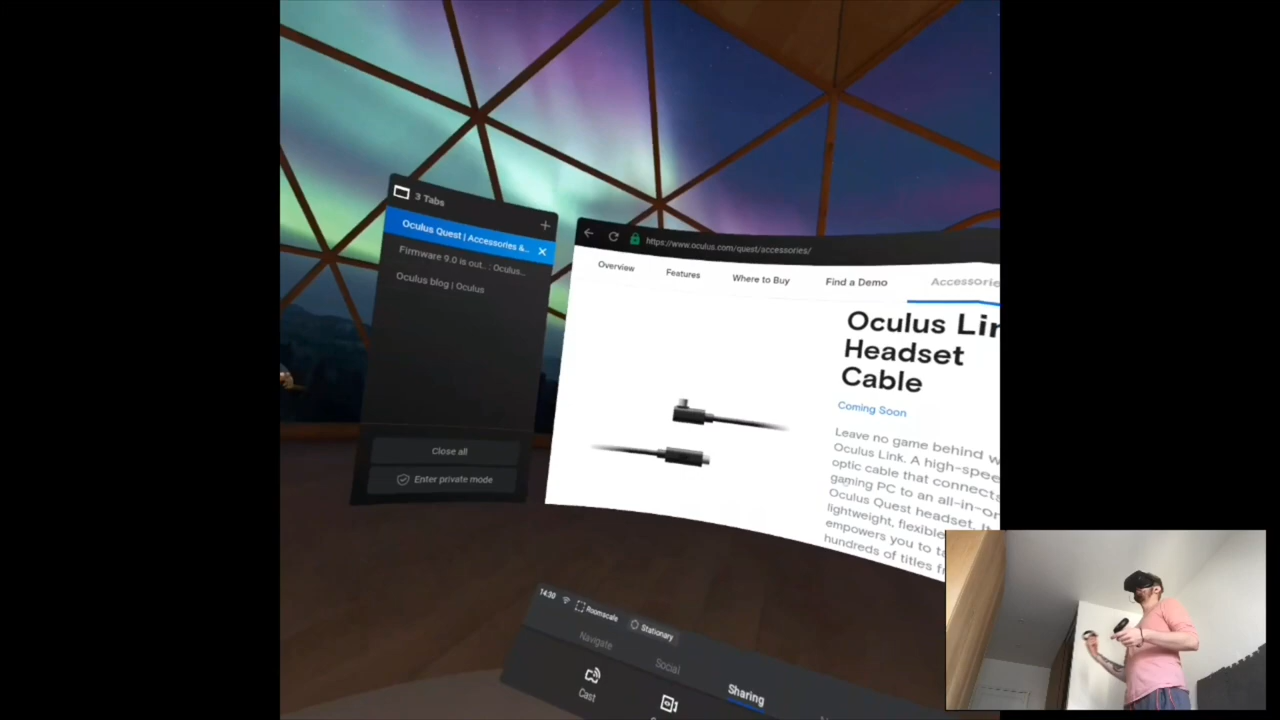 3 Tabs
Oculus Quest | Accessories &...
Firmware 9.0 is out... : Oculus...
Oculus blog | Oculus
Close all
Enter private mode
https://www.oculus.com/quest/accessories/
Overview
Features
Where to Buy
Find a Demo
Accessorie
Oculus Lin
Headset
Cable
Coming Soon
Leave no game behind w
Oculus Link. A high-spee
optic cable that connects
gaming PC to an all-in-on
Oculus Quest headset. It
lightweight, flexible
empowers you to ta
hundreds of titles fr
14:30
Roomscale
Stationary
Navigate
Social
Sharing
Cast